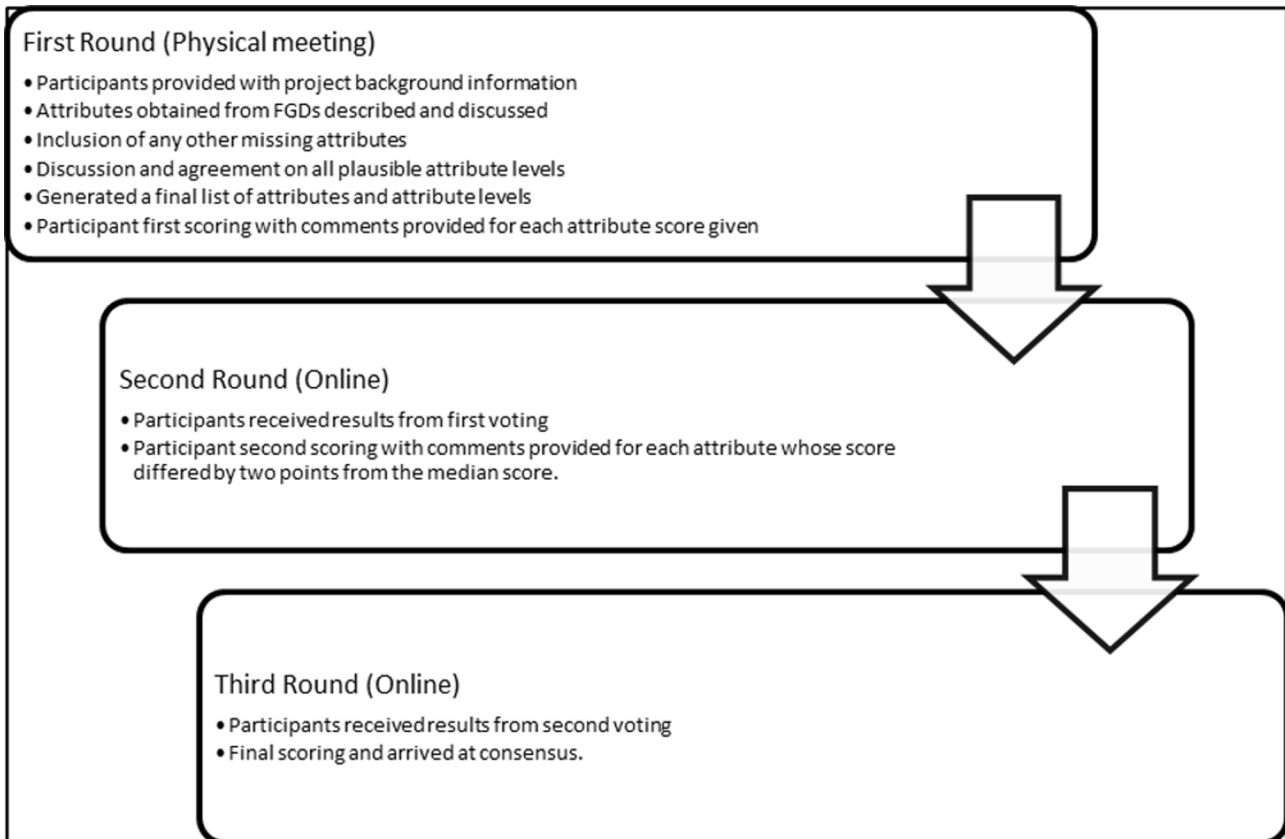 First Round (Physical meeting)
• Participants provided with project background information
• Attributes obtained from FGDs described and discussed
• Inclusion of any other missing attributes
• Discussion and agreement on all plausible attribute levels
• Generated a final list of attributes and attribute levels
• Participant first scoring with comments provided for each attribute score given
Second Round (Online)
• Participants received results from first voting
• Participant second scoring with comments provided for each attribute whose score
differed by two points from the median score.
Third Round (Online)
• Participants received results from second voting
• Final scoring and arrived at consensus.